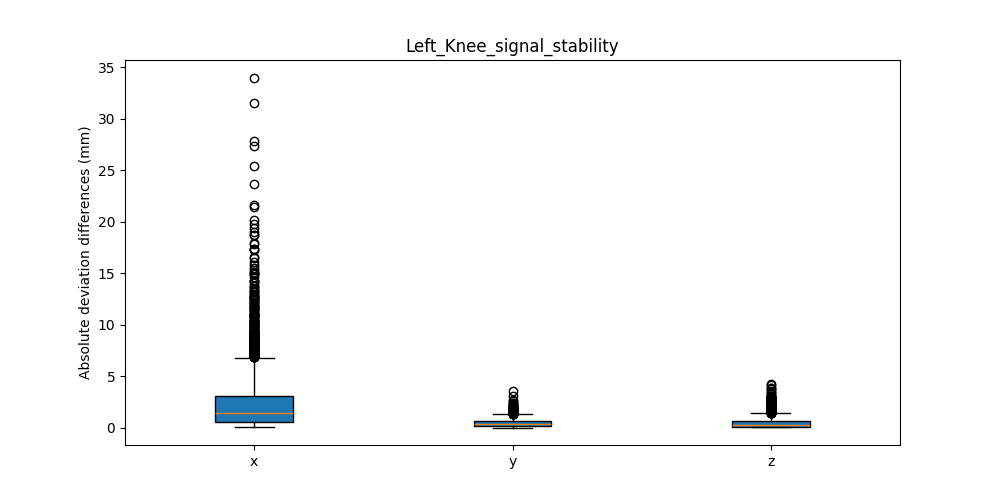 Left_Knee_signal_stability
Absolute deviation differences (mm)
35
30
25
20
15
10
5
0
x y z